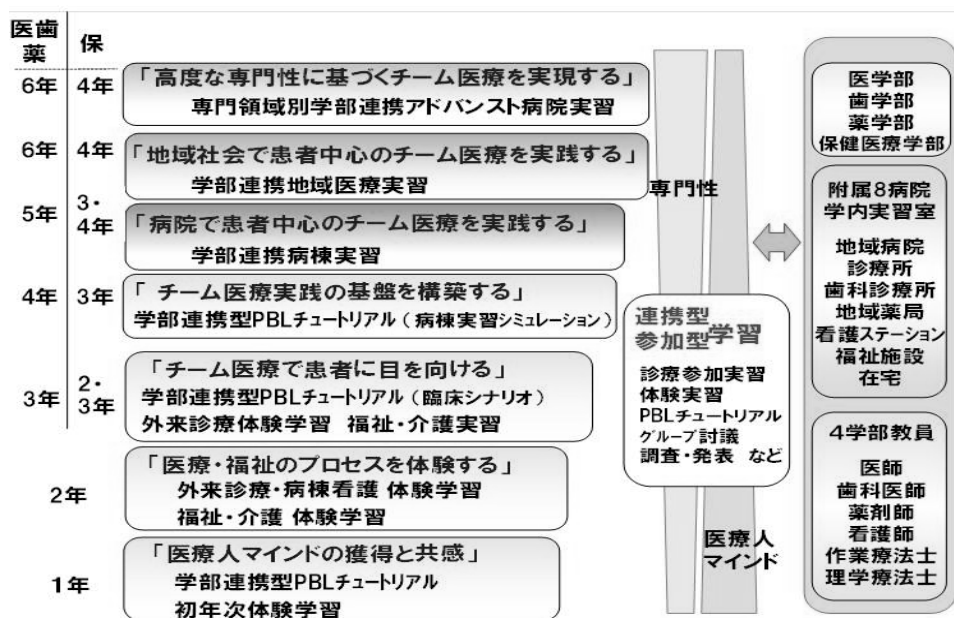 医歯薬
保
6年 4年
「高度な専門性に基づくチーム医療を実現する」
専門領域別学部連携アドバンスト病院実習
6年 4年
「地域社会で患者中心のチーム医療を実践する」
学部連携地域医療実習
5年 3・4年
「病院で患者中心のチーム医療を実践する」
学部連携病棟実習
4年 3年
「 チーム医療実践の基盤を構築する」
学部連携型PBLチュートリアル(病棟実習シミュレーション)
3年 2・3年
「チーム医療で患者に目を向ける」
学部連携型PBLチュートリアル(臨床シナリオ)
外来診療体験学習 福祉・介護実習
2年
「医療・福祉のプロセスを体験する」
外来診療・病棟看護 体験学習
福祉・介護 体験学習
1年
「医療人マインドの獲得と共感」
学部連携型PBLチュートリアル
初年次体験学習
専門性
連携型
参加型学習
診療参加実習
体験実習
PBLチュートリアル
グループ討議
調査・発表 など
医療人
マインド
医学部
歯学部
薬学部
保健医療学部
附属8病院
学内実習室
地域病院
診療所
歯科診療所
地域薬局
看護ステーション
福祉施設
在宅
4学部教員
医師
歯科医師
薬剤師
看護師
作業療法士
理学療法士